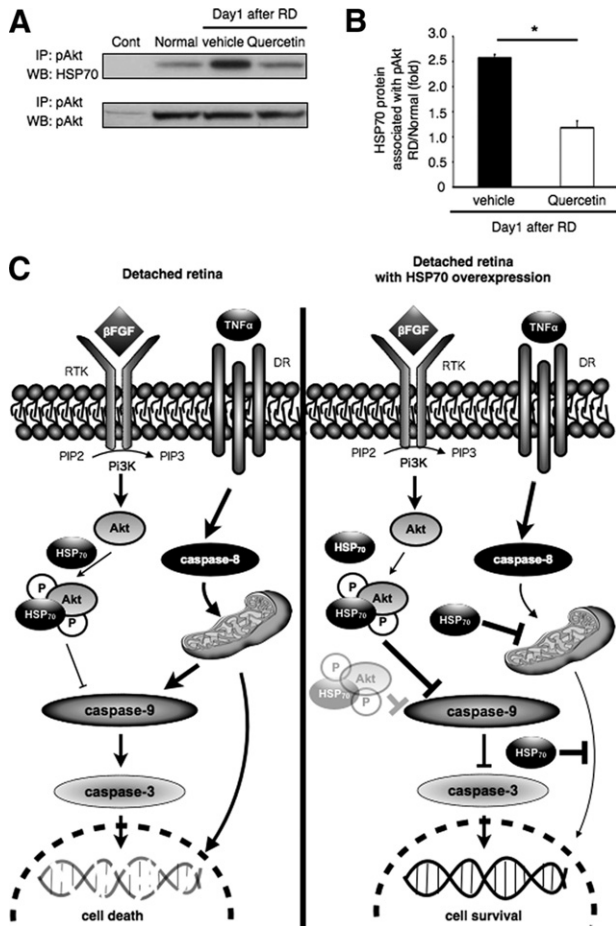 A
Day1 after RD
Cont Normal vehicle Quercetin
IP: pAkt
WB: HSP70
IP: pAkt
WB: pAkt
B
HSP70 protein
associated with pAkt
RD/Normal (fold)
3.0
2.5
2.0
1.5
1.0
0.5
0
*
vehicle Quercetin
Day1 after RD
C
Detached retina
βFGF
TNFα
RTK
DR
PIP2
PIP3
Pi3K
Akt
HSP70
caspase-8
P
Akt
HSP70
P
caspase-9
caspase-3
cell death
Detached retina
with HSP70 overexpression
βFGF
TNFα
RTK
DR
PIP2
PIP3
Pi3K
Akt
HSP70
caspase-8
P
Akt
HSP70
P
HSP70
P
Akt
HSP70
P
caspase-9
HSP70
caspase-3
cell survival